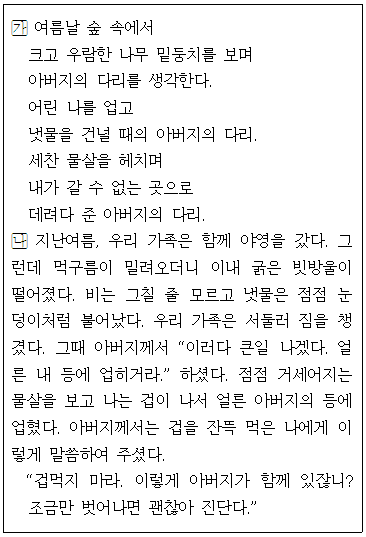 가 여름날 숲 속에서
크고 우람한 나무 밑둥치를 보며
아버지의 다리를 생각한다.
어린 나를 업고
냇물을 건널 때의 아버지의 다리.
세찬 물살을 헤치며
내가 갈 수 없는 곳으로
데려다 준 아버지의 다리.
나 지난여름, 우리 가족은 함께 야영을 갔다. 그
런데 먹구름이 밀려오더니 이내 굵은 빗방울이
떨어졌다. 비는 그칠 줄 모르고 냇물은 점점 눈
덩이처럼 불어났다. 우리 가족은 서둘러 짐을 챙
겼다. 그때 아버지께서 “이러다 큰일 나겠다. 얼
른 내 등에 업히거라.” 하셨다. 점점 거세어지는
물살을 보고 나는 겁이 나서 얼른 아버지의 등에
업혔다. 아버지께서는 겁을 잔뜩 먹은 나에게 이
렇게 말씀하여 주셨다.
“겁먹지 마라. 이렇게 아버지가 함께 있잖니?
조금만 벗어나면 괜찮아 진단다.”